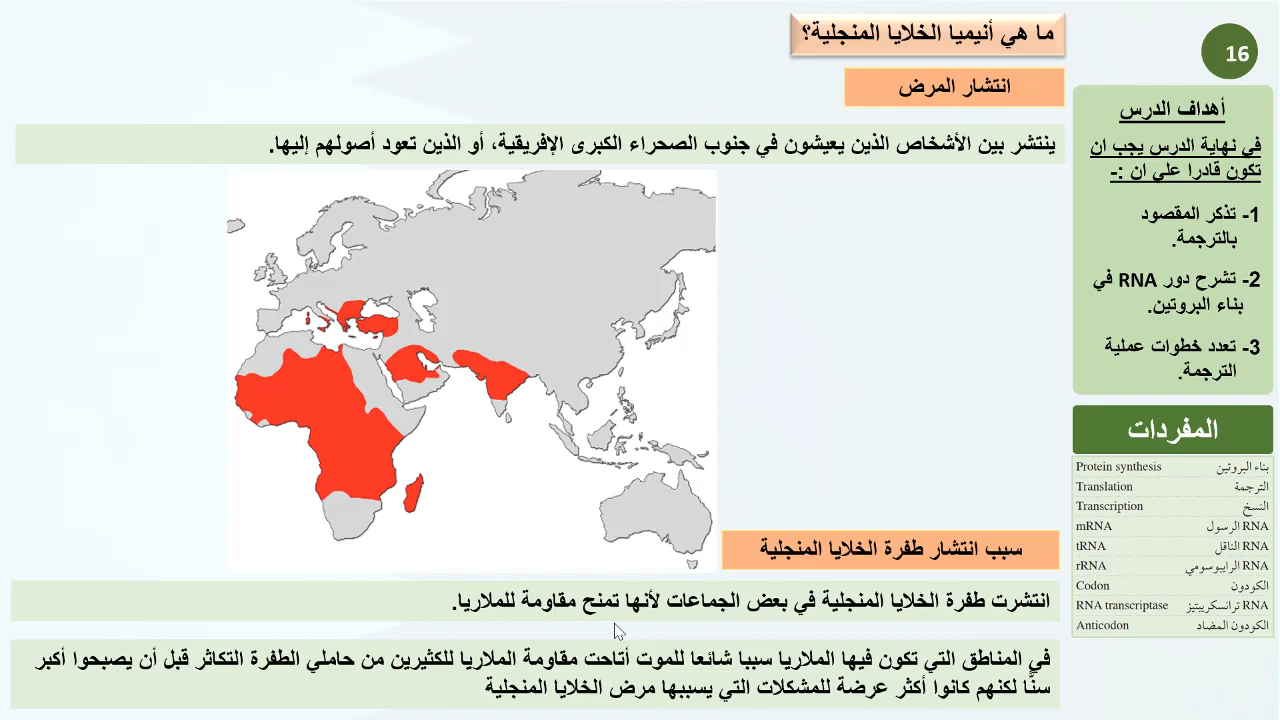 ما هي أنيميا الخلايا المنجلية؟
انتشار المرض
ينتشر بين الأشخاص الذين يعيشون في جنوب الصحراء الكبرى الإفريقية، أو الذين تعود أصولهم إليها.
سبب انتشار طفرة الخلايا المنجلية
انتشرت طفرة الخلايا المنجلية في بعض الجماعات لأنها تمنح مقاومة للملاريا.
في المناطق التي تكون فيها الملاريا سببا شائعا للموت أتاحت مقاومة الملاريا للكثيرين من حاملي الطفرة التكاثر قبل أن يصبحوا أكبر
سنًّا لكنهم كانوا أكثر عرضة للمشكلات التي يسببها مرض الخلايا المنجلية
16
أهداف الدرس
في نهاية الدرس يجب ان
تكون قادرا علي ان :-
1- تذكر المقصود
بالترجمة.
2- تشرح دور RNA في
بناء البروتين.
3- تعدد خطوات عملية
الترجمة.
المفردات
Protein synthesis بناء البروتين
Translation الترجمة
Transcription النسخ
mRNA RNA الرسول
tRNA RNA الناقل
rRNA RNA الرايبوسومي
Codon الكودون
RNA transcriptase RNA ترانسكريبتيز
Anticodon الكودون المضاد